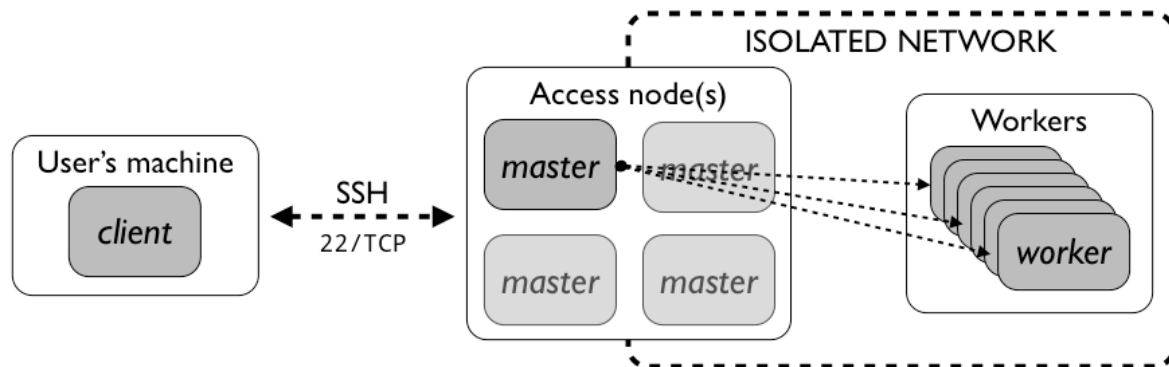 ISOLATED NETWORK
Access node(s)
Workers
User's machine
master
master
SSH
client
22/TCP
master
master
worker